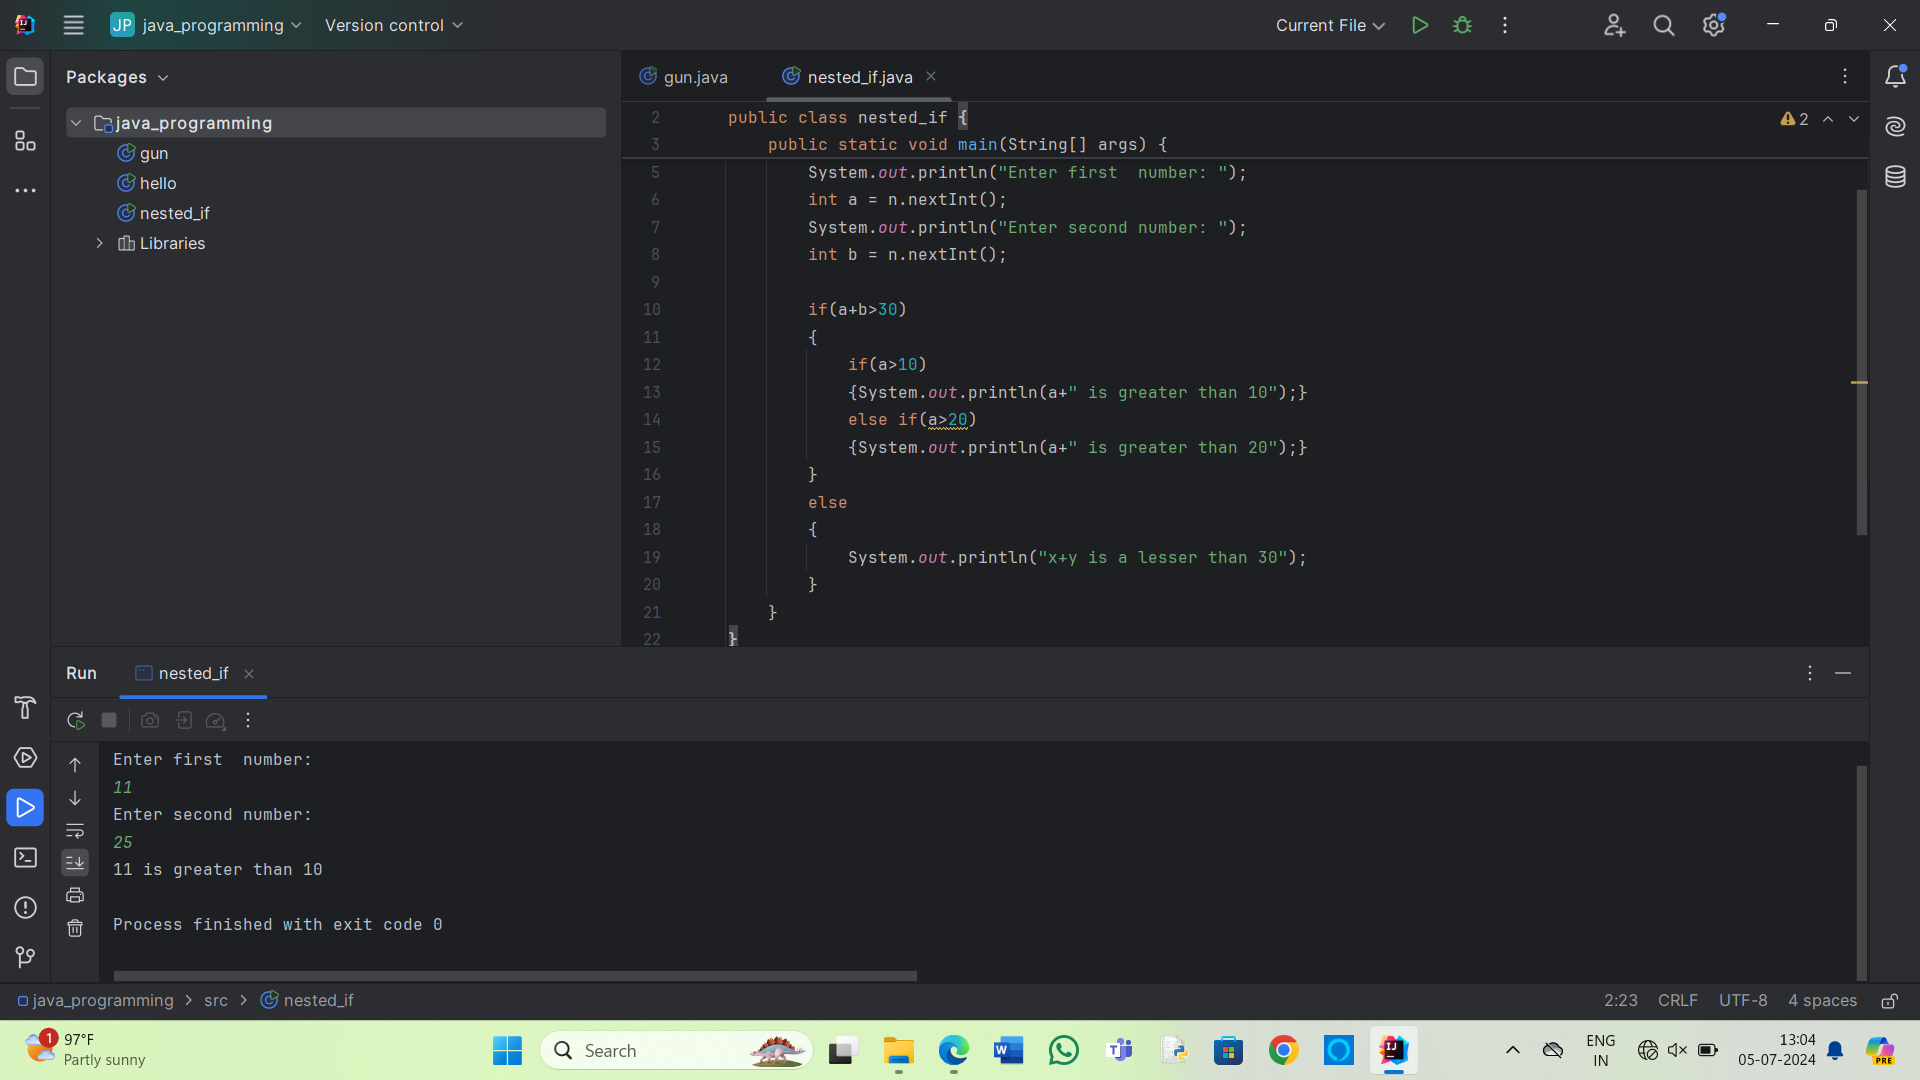 JP java_programming Version control Current File
Packages
java_programming
gun
hello
nested_if
Libraries
gun.java nested_if.java
2 public class nested_if {
3 public static void main(String[] args) {
5 System.out.println("Enter first  number: ");
6 int a = n.nextInt();
7 System.out.println("Enter second number: ");
8 int b = n.nextInt();
9
10 if(a+b>30)
11 {
12 if(a>10)
13 {System.out.println(a+" is greater than 10");}
14 else if(a>20)
15 {System.out.println(a+" is greater than 20");}
16 }
17 else
18 {
19 System.out.println("x+y is a lesser than 30");
20 }
21 }
22 }
2
Run nested_if
Enter first  number:
11
Enter second number:
25
11 is greater than 10
Process finished with exit code 0
java_programming > src > nested_if 2:23 CRLF UTF-8 4 spaces
1 97°F
Partly sunny
Search
ENG
IN
13:04
05-07-2024
PRE